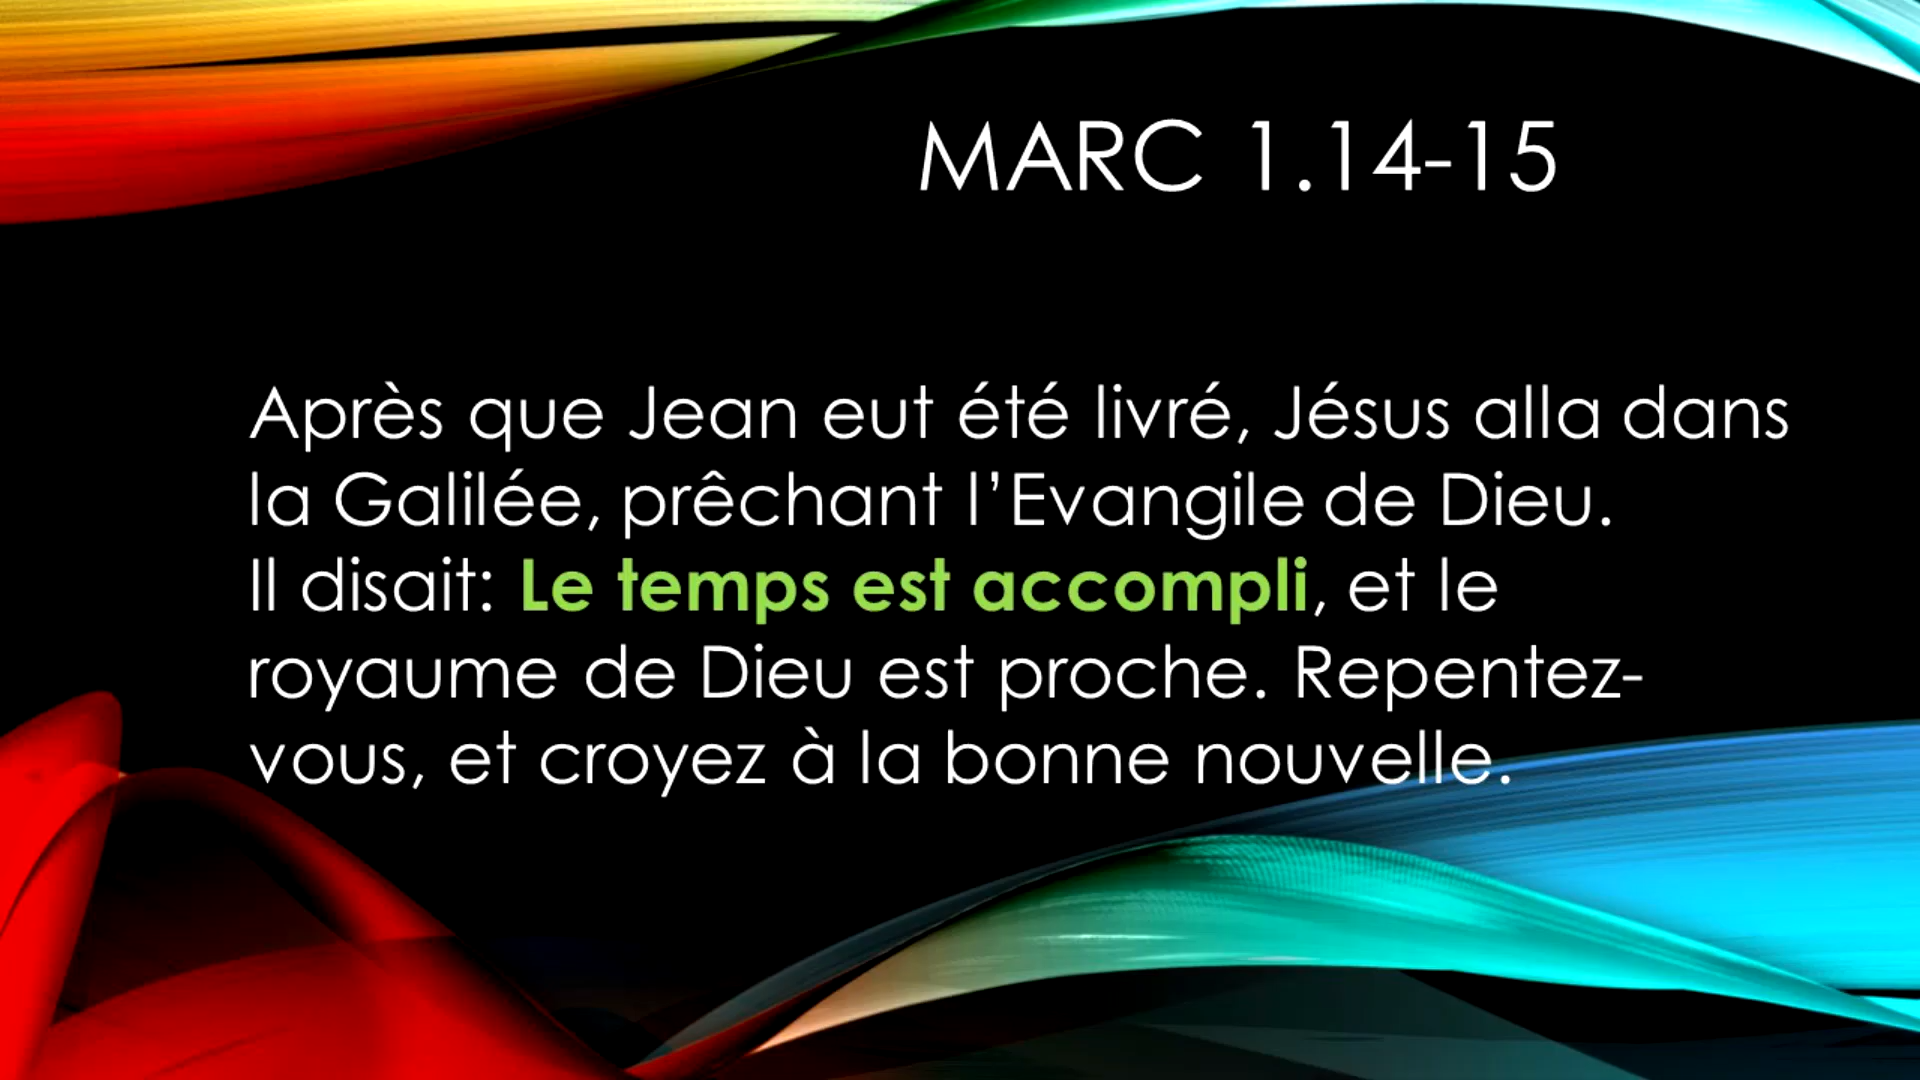 MARC 1.14-15
Après que Jean eut été livré, Jésus alla dans
la Galilée, prêchant l’Evangile de Dieu.
Il disait: Le temps est accompli, et le
royaume de Dieu est proche. Repentez-
vous, et croyez à la bonne nouvelle.